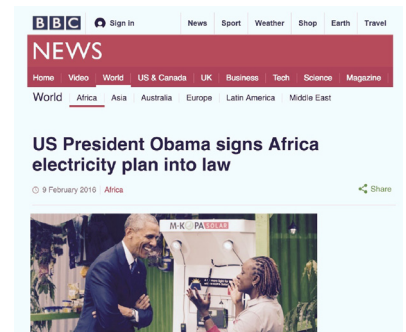 BBC Sign in News Sport Weather Shop Earth Travel
NEWS
Home Video World US & Canada UK Business Tech Science Magazine
World Africa Asia Australia Europe Latin America Middle East
US President Obama signs Africa
electricity plan into law
9 February 2016 Africa Share
M-KOPA SOLAR